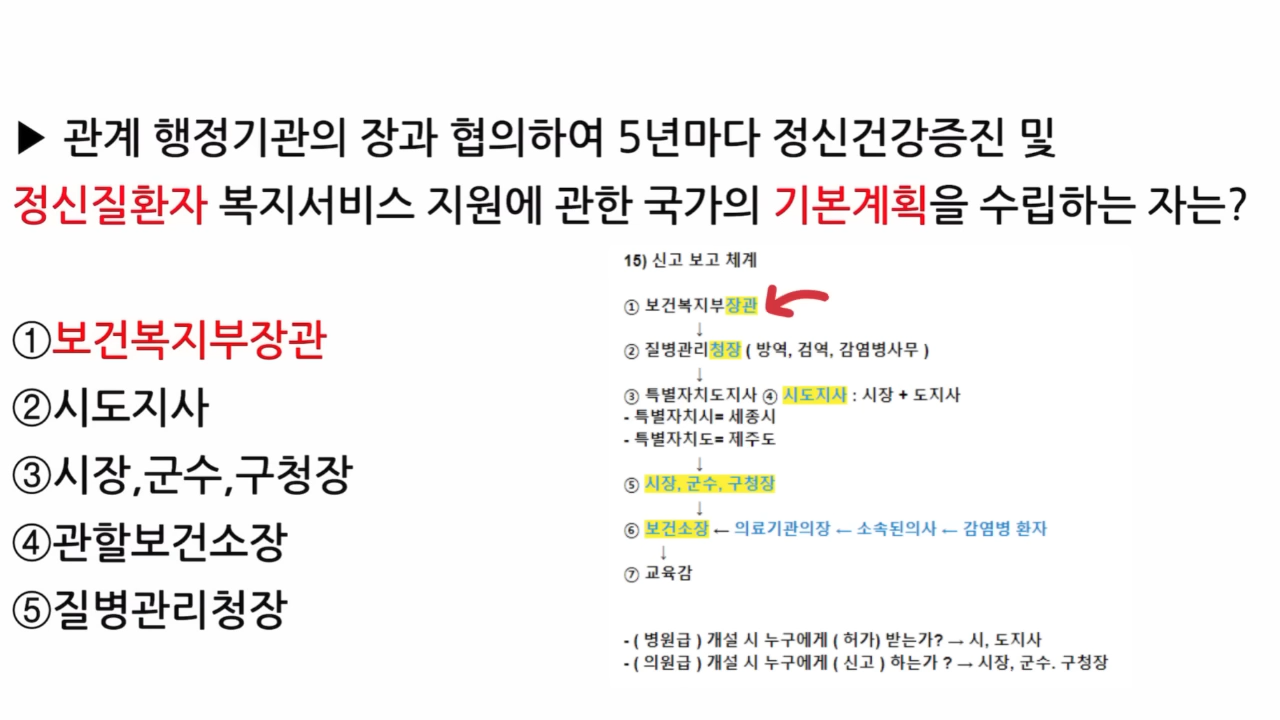 ▶ 관계 행정기관의 장과 협의하여 5년마다 정신건강증진 및
정신질환자 복지서비스 지원에 관한 국가의 기본계획을 수립하는 자는?
①보건복지부장관
②시도지사
③시장,군수,구청장
④관할보건소장
⑤질병관리청장
15) 신고 보고 체계
① 보건복지부장관
↓
② 질병관리청장 ( 방역, 검역, 감염병사무 )
↓
③ 특별자치도지사 ④ 시도지사 : 시장 + 도지사
- 특별자치시= 세종시
- 특별자치도= 제주도
↓
⑤ 시장, 군수, 구청장
↓
⑥ 보건소장 ← 의료기관의장 ← 소속된의사 ← 감염병 환자
↓
⑦ 교육감
- ( 병원급 ) 개설 시 누구에게 ( 허가) 받는가? → 시, 도지사
- ( 의원급 ) 개설 시 누구에게 ( 신고 ) 하는가 ? → 시장, 군수. 구청장